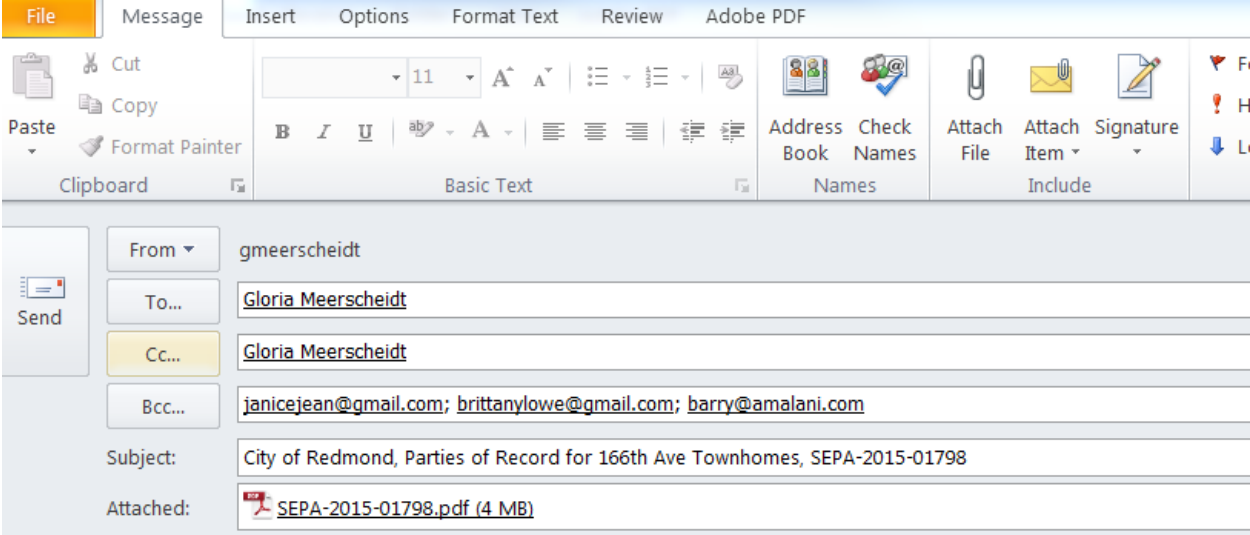 File Message Insert Options Format Text Review Adobe PDF
Cut
Copy
Format Painter
Paste
Clipboard
11
B I U A
Basic Text
Address Book
Check Names
Names
Attach File
Attach Item
Signature
Include
From gmeerscheidt
Send
To... Gloria Meerscheidt
Cc... Gloria Meerscheidt
Bcc... janicejean@gmail.com; brittanylowe@gmail.com; barry@amalani.com
Subject: City of Redmond, Parties of Record for 166th Ave Townhomes, SEPA-2015-01798
Attached: SEPA-2015-01798.pdf (4 MB)